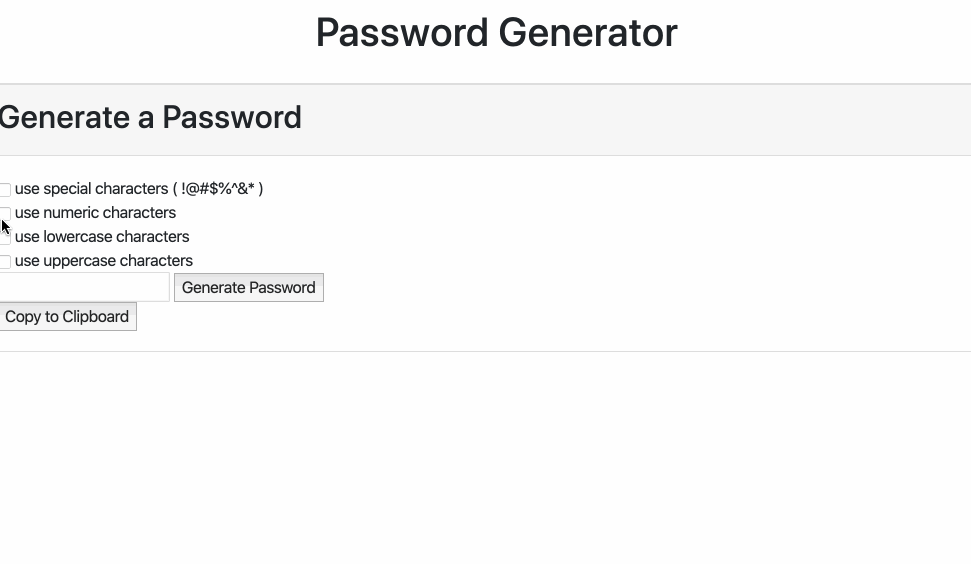 Password Generator
Generate a Password
use special characters ( !@#$%^&* )
use numeric characters
use lowercase characters
use uppercase characters
Generate Password
Copy to Clipboard